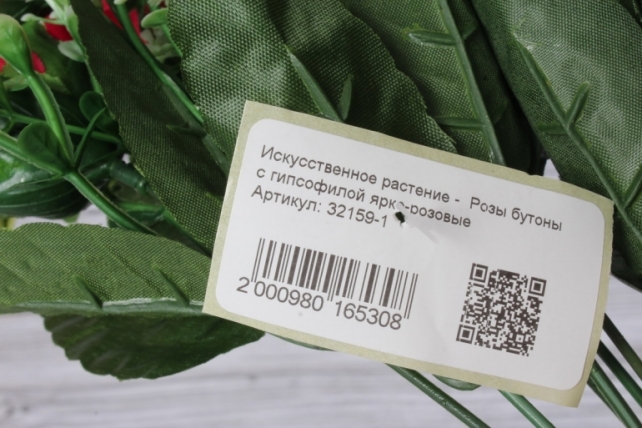 Искусственное растение - Розы бутоны
с гипсофилой ярко-розовые
Артикул: 32159-1
2 000980 165308